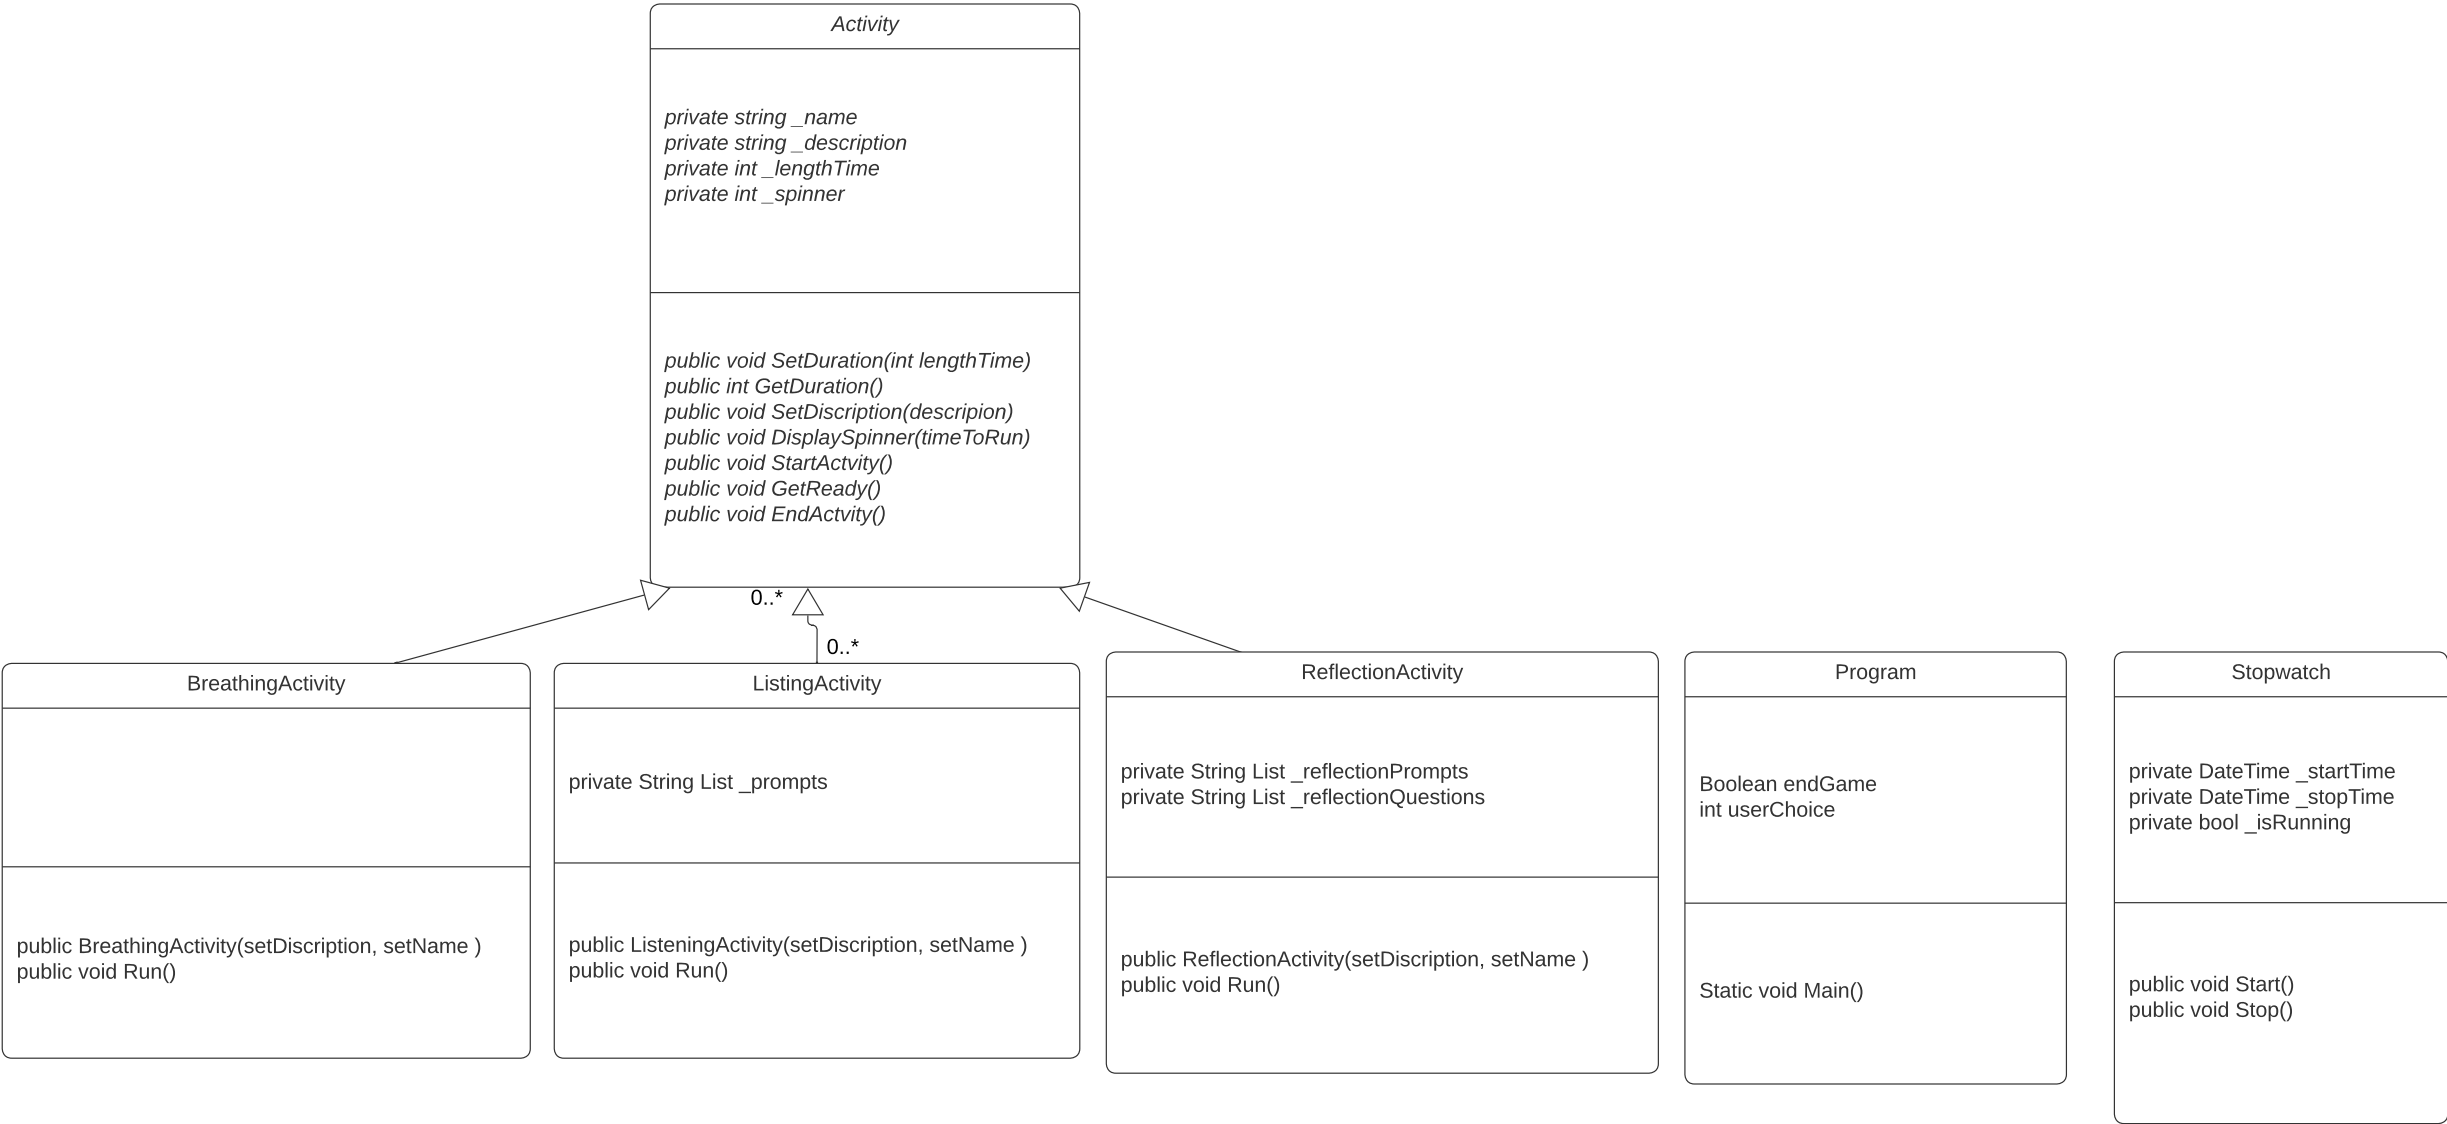 Activity
private string _name
private string _description
private int _lengthTime
private int _spinner
public void SetDuration(int lengthTime)
public int GetDuration()
public void SetDiscription(descripion)
public void DisplaySpinner(timeToRun)
public void StartActvity()
public void GetReady()
public void EndActvity()
0..*
0..*
BreathingActivity
public BreathingActivity(setDiscription, setName )
public void Run()
ListingActivity
private String List _prompts
public ListeningActivity(setDiscription, setName )
public void Run()
ReflectionActivity
private String List _reflectionPrompts
private String List _reflectionQuestions
public ReflectionActivity(setDiscription, setName )
public void Run()
Program
Boolean endGame
int userChoice
Static void Main()
Stopwatch
private DateTime _startTime
private DateTime _stopTime
private bool _isRunning
public void Start()
public void Stop()